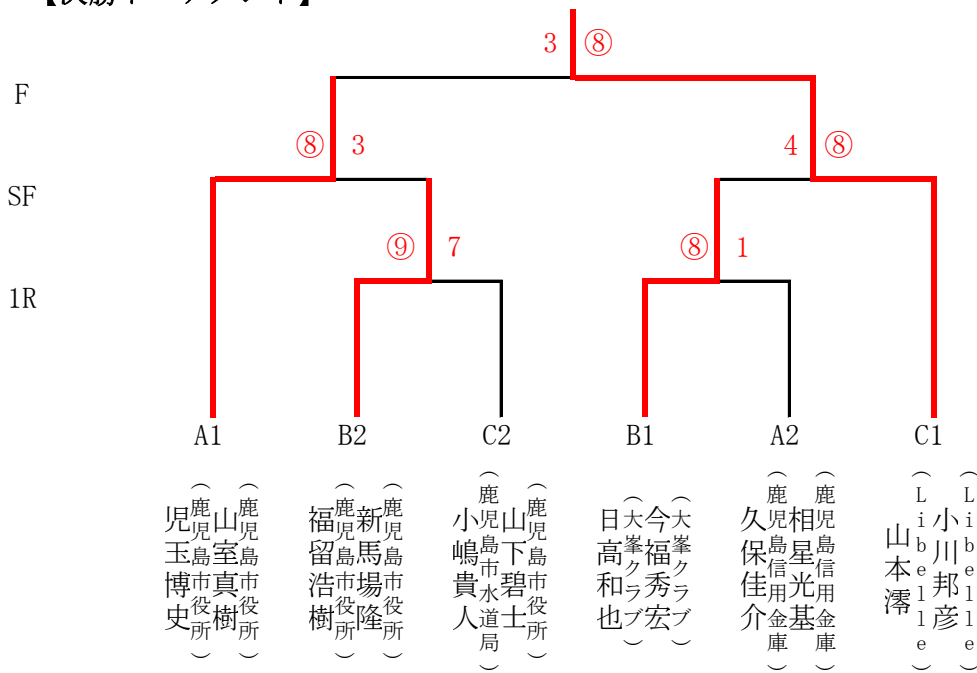 【決勝トーナメント】
3 ⑧
F
⑧ 3
4 ⑧
SF
⑨ 7
⑧ 1
1R
A1
B2
C2
B1
A2
C1
児玉博史
（鹿児島市役所）
山室真樹
（鹿児島市役所）
福留浩樹
（鹿児島市役所）
新馬場隆
（鹿児島市役所）
小嶋貴人
（鹿児島市水道局）
山下碧士
（鹿児島市役所）
日高和也
（大峯クラブ）
今福秀宏
（大峯クラブ）
久保佳介
（鹿児島信用金庫）
相星光基
（鹿児島信用金庫）
山本澪
（Libelle）
小川邦彦
（Libelle）